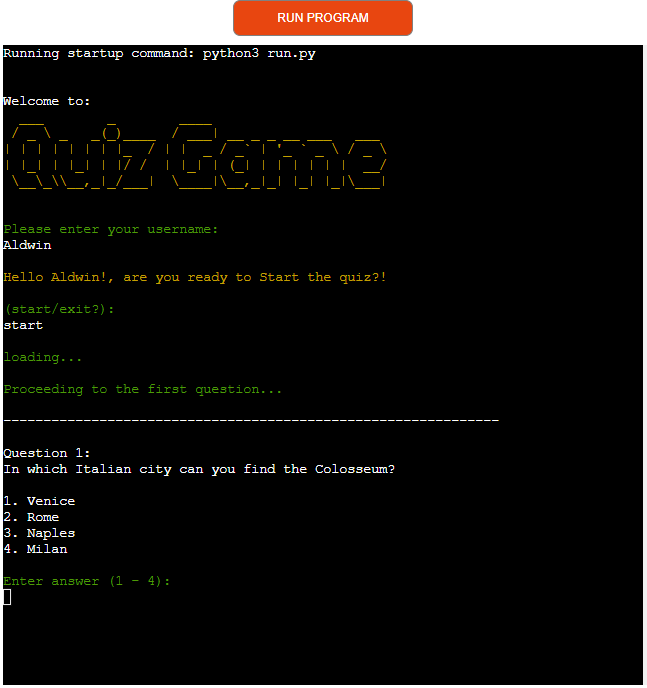 RUN PROGRAM
Running startup command: python3 run.py
Welcome to:
Quiz Game
Please enter your username:
Aldwin
Hello Aldwin!, are you ready to Start the quiz?!
(start/exit?):
start
loading...
Proceeding to the first question...
--------------------------------------------------------------
Question 1:
In which Italian city can you find the Colosseum?
1. Venice
2. Rome
3. Naples
4. Milan
Enter answer (1 - 4):